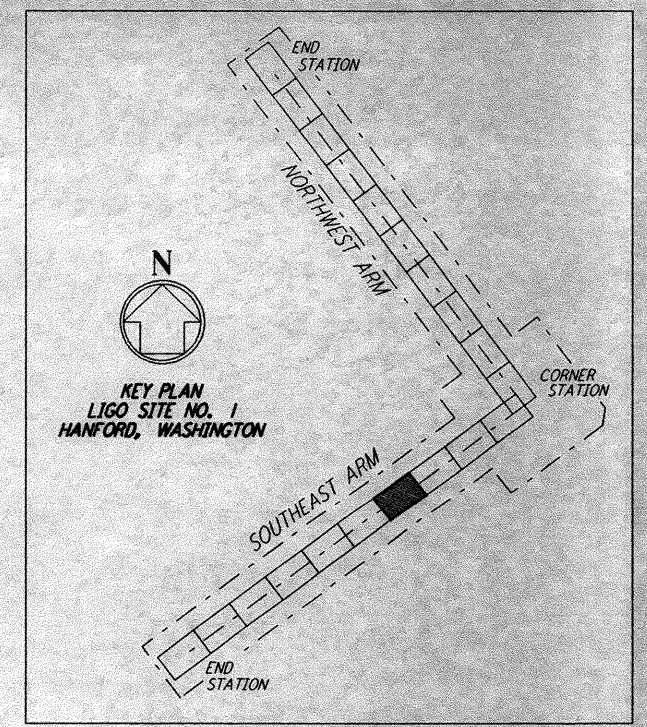 END
STATION
NORTHWEST ARM
N
KEY PLAN
LIGO SITE NO. 1
HANFORD, WASHINGTON
CORNER
STATION
SOUTHEAST ARM
END
STATION